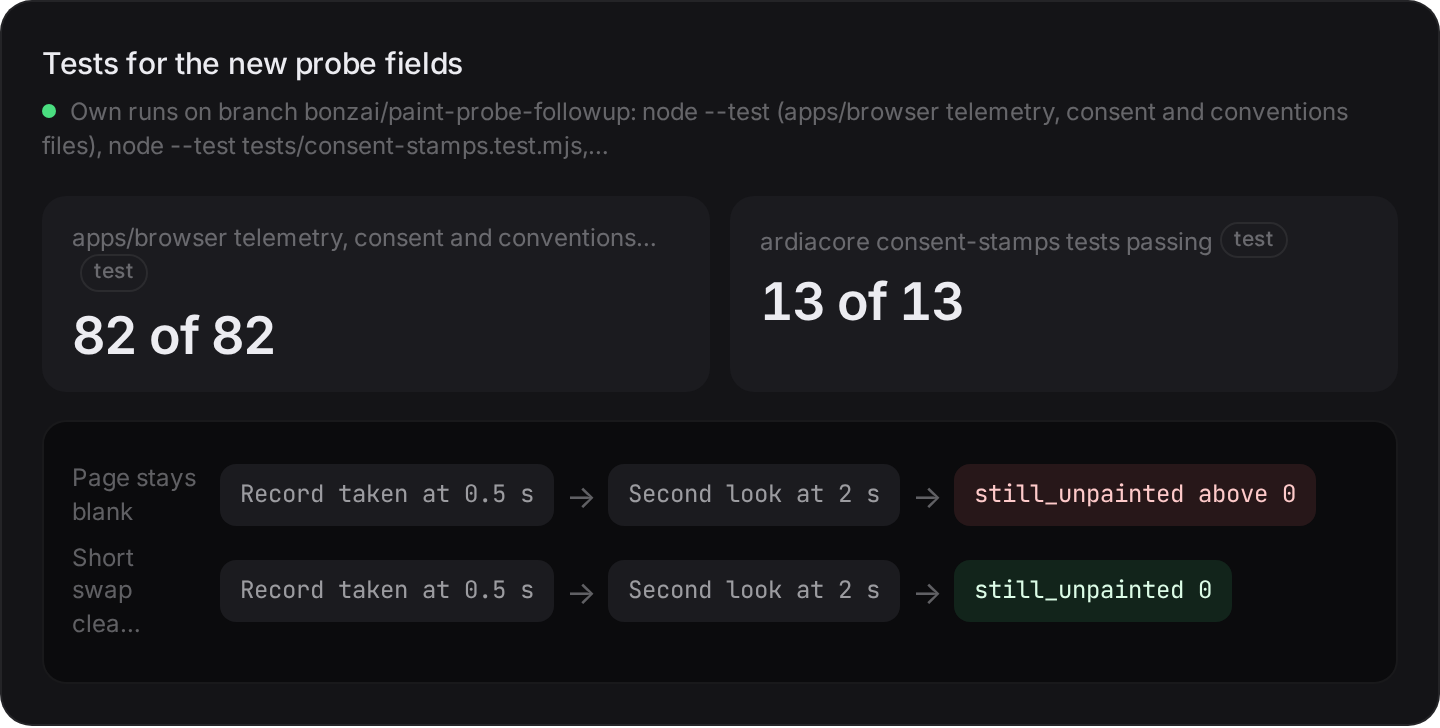 Tests for the new probe fields
Own runs on branch bonzai/paint-probe-followup: node --test (apps/browser telemetry, consent and conventions
files), node --test tests/consent-stamps.test.mjs,...
apps/browser telemetry, consent and conventions...
test
82 of 82
ardiacore consent-stamps tests passing test
13 of 13
Page stays
blank
Record taken at 0.5 s → Second look at 2 s → still_unpainted above 0
Short
swap
clea...
Record taken at 0.5 s → Second look at 2 s → still_unpainted 0